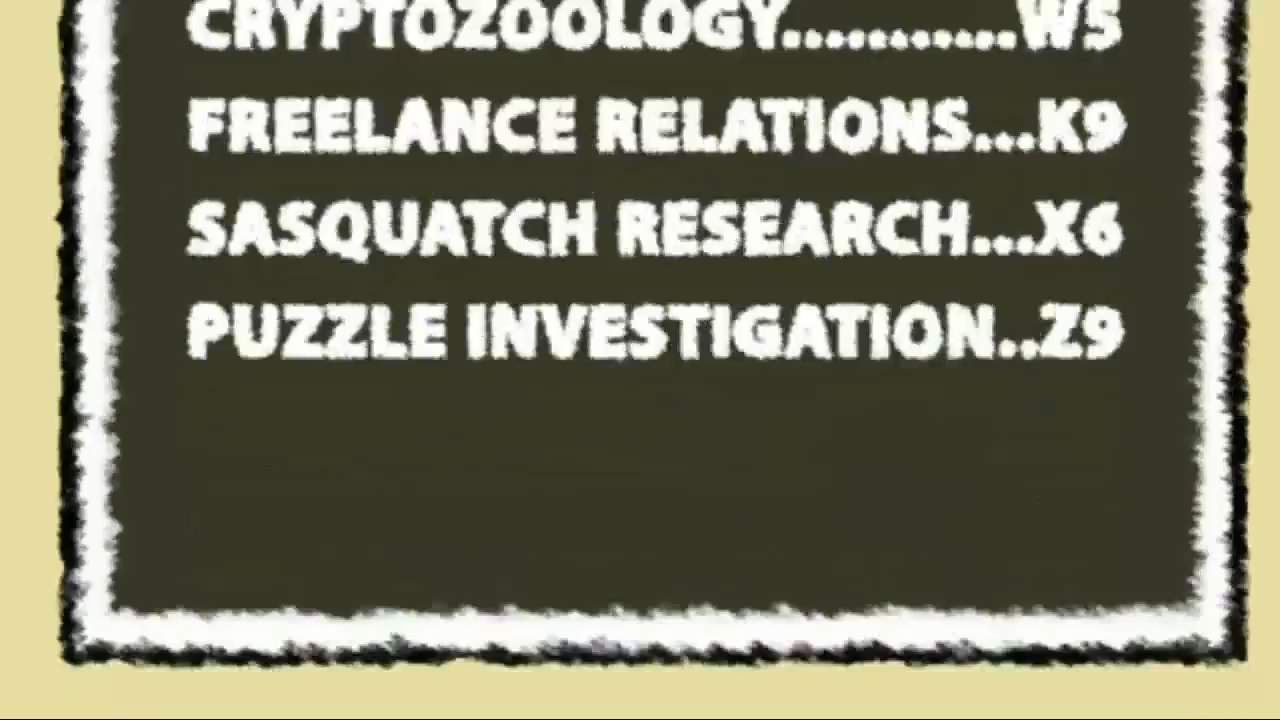 CRYPTOZOOLOGY...........W5
FREELANCE RELATIONS...K9
SASQUATCH RESEARCH...X6
PUZZLE INVESTIGATION..Z9